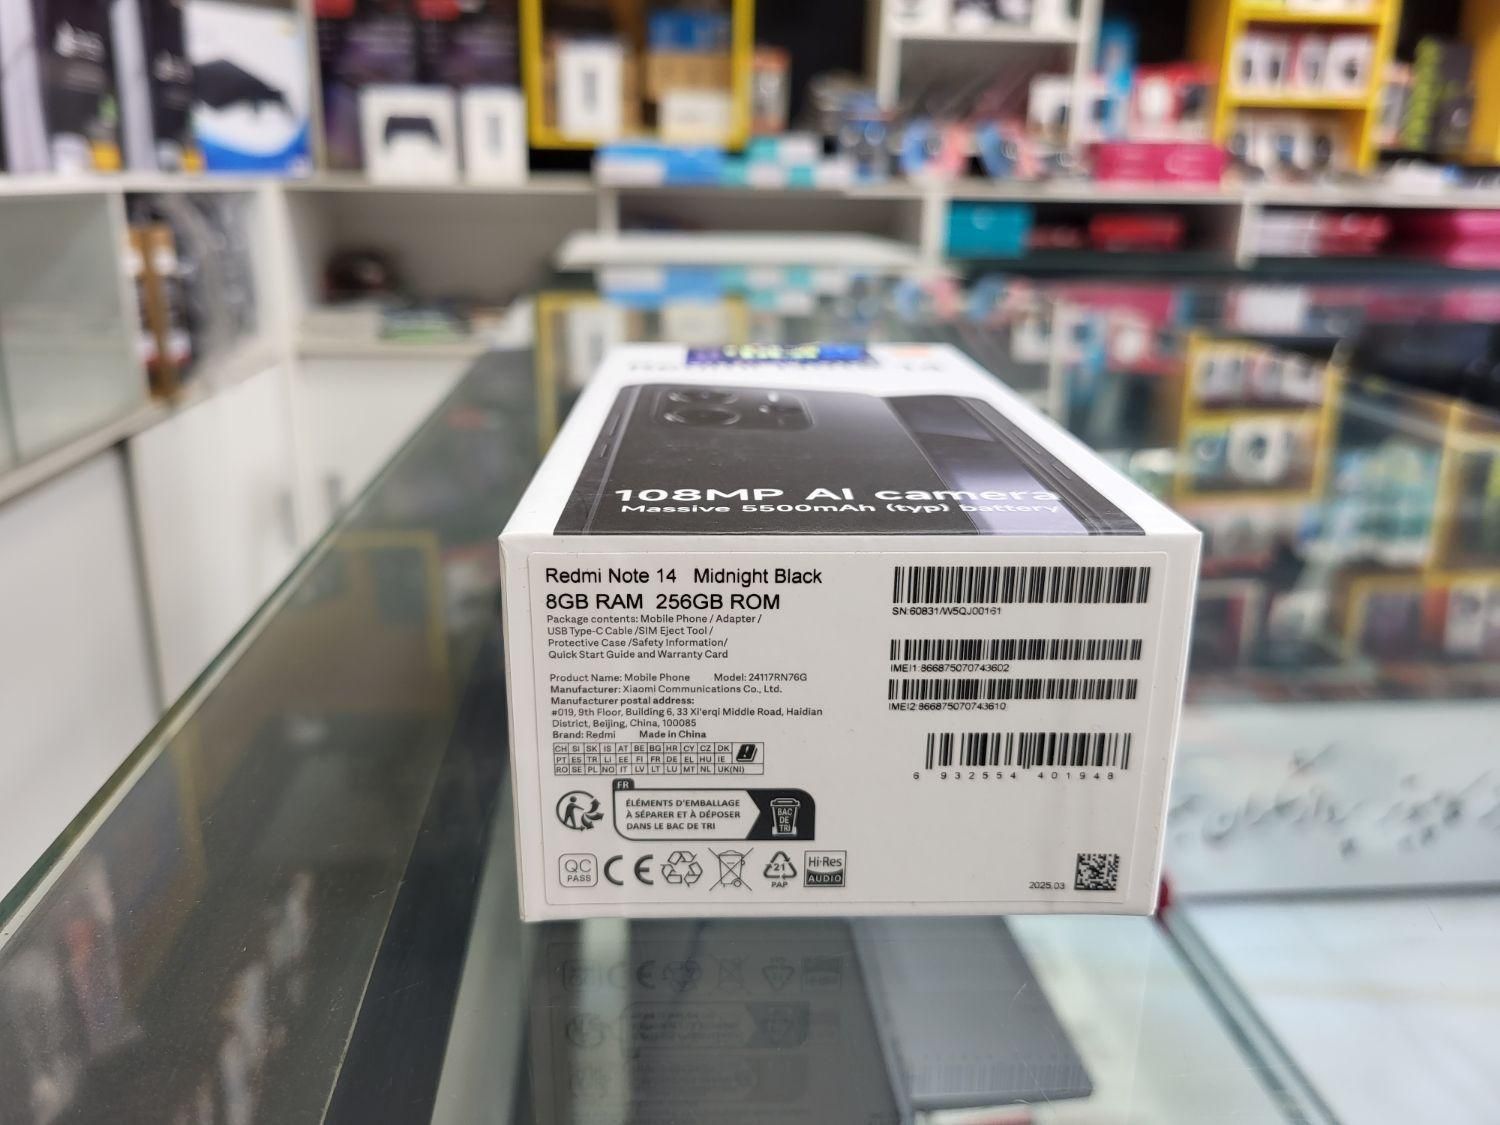 108MP AI camera
Massive 5500mAh (typ) battery
Redmi Note 14 Midnight Black
8GB RAM 256GB ROM
Package contents: Mobile Phone / Adapter /
USB Type-C Cable /SIM Eject Tool /
Protective Case /Safety Information/
Quick Start Guide and Warranty Card
Product Name: Mobile Phone Model: 24117RN76G
Manufacturer: Xiaomi Communications Co., Ltd.
Manufacturer postal address:
#019, 9th Floor, Building 6, 33 Xi'erqi Middle Road, Haidian
District, Beijing, China, 100085
Brand: Redmi Made in China
CH SI SK IS AT BE BG HR CY CZ DK
PT ES TR LI EE FI FR DE EL HU IE
RO SE PL NO IT LV LT LU MT NL UK(NI)
FR
ÉLÉMENTS D'EMBALLAGE
À SÉPARER ET À DÉPOSER
DANS LE BAC DE TRI
BAC
DE
TRI
QC
PASS
CE
21
PAP
Hi-Res
AUDIO
SN:60831/W5QJ00161
IMEI1:866875070743602
IMEI2:866875070743610
6 932554 401948
2025.03